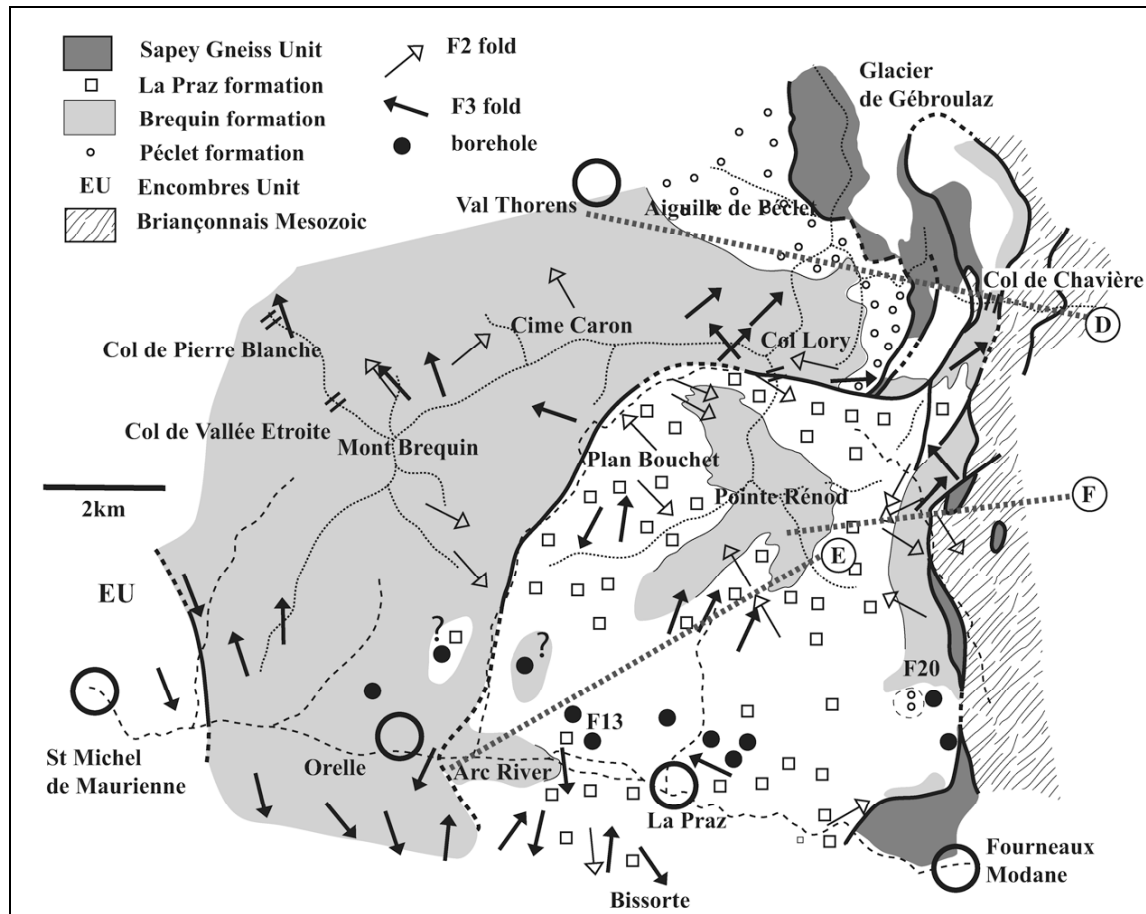 Sapey Gneiss Unit
La Praz formation
Brequin formation
Péclet formation
EU Encombres Unit
Briançonnais Mesozoic
F2 fold
F3 fold
borehole
Glacier
de Gébroulaz
Val Thorens
Aiguille de Péclet
Col de Chavière
D
Cime Caron
Col Lory
Col de Pierre Blanche
Col de Vallée Etroite
Mont Brequin
Plan Bouchet
Pointe Rénod
2km
F
E
EU
?
?
F20
F13
St Michel
de Maurienne
Orelle
Arc River
La Praz
Fourneaux
Modane
Bissorte